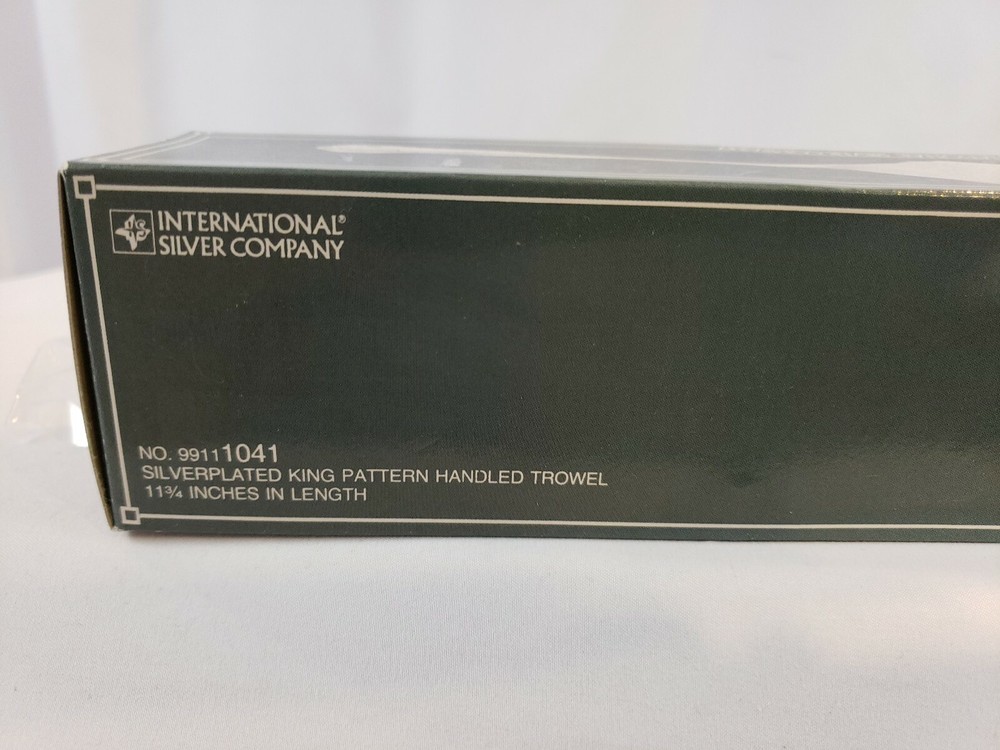 INTERNATIONAL®
SILVER COMPANY
NO. 99111041
SILVERPLATED KING PATTERN HANDLED TROWEL
11¾ INCHES IN LENGTH